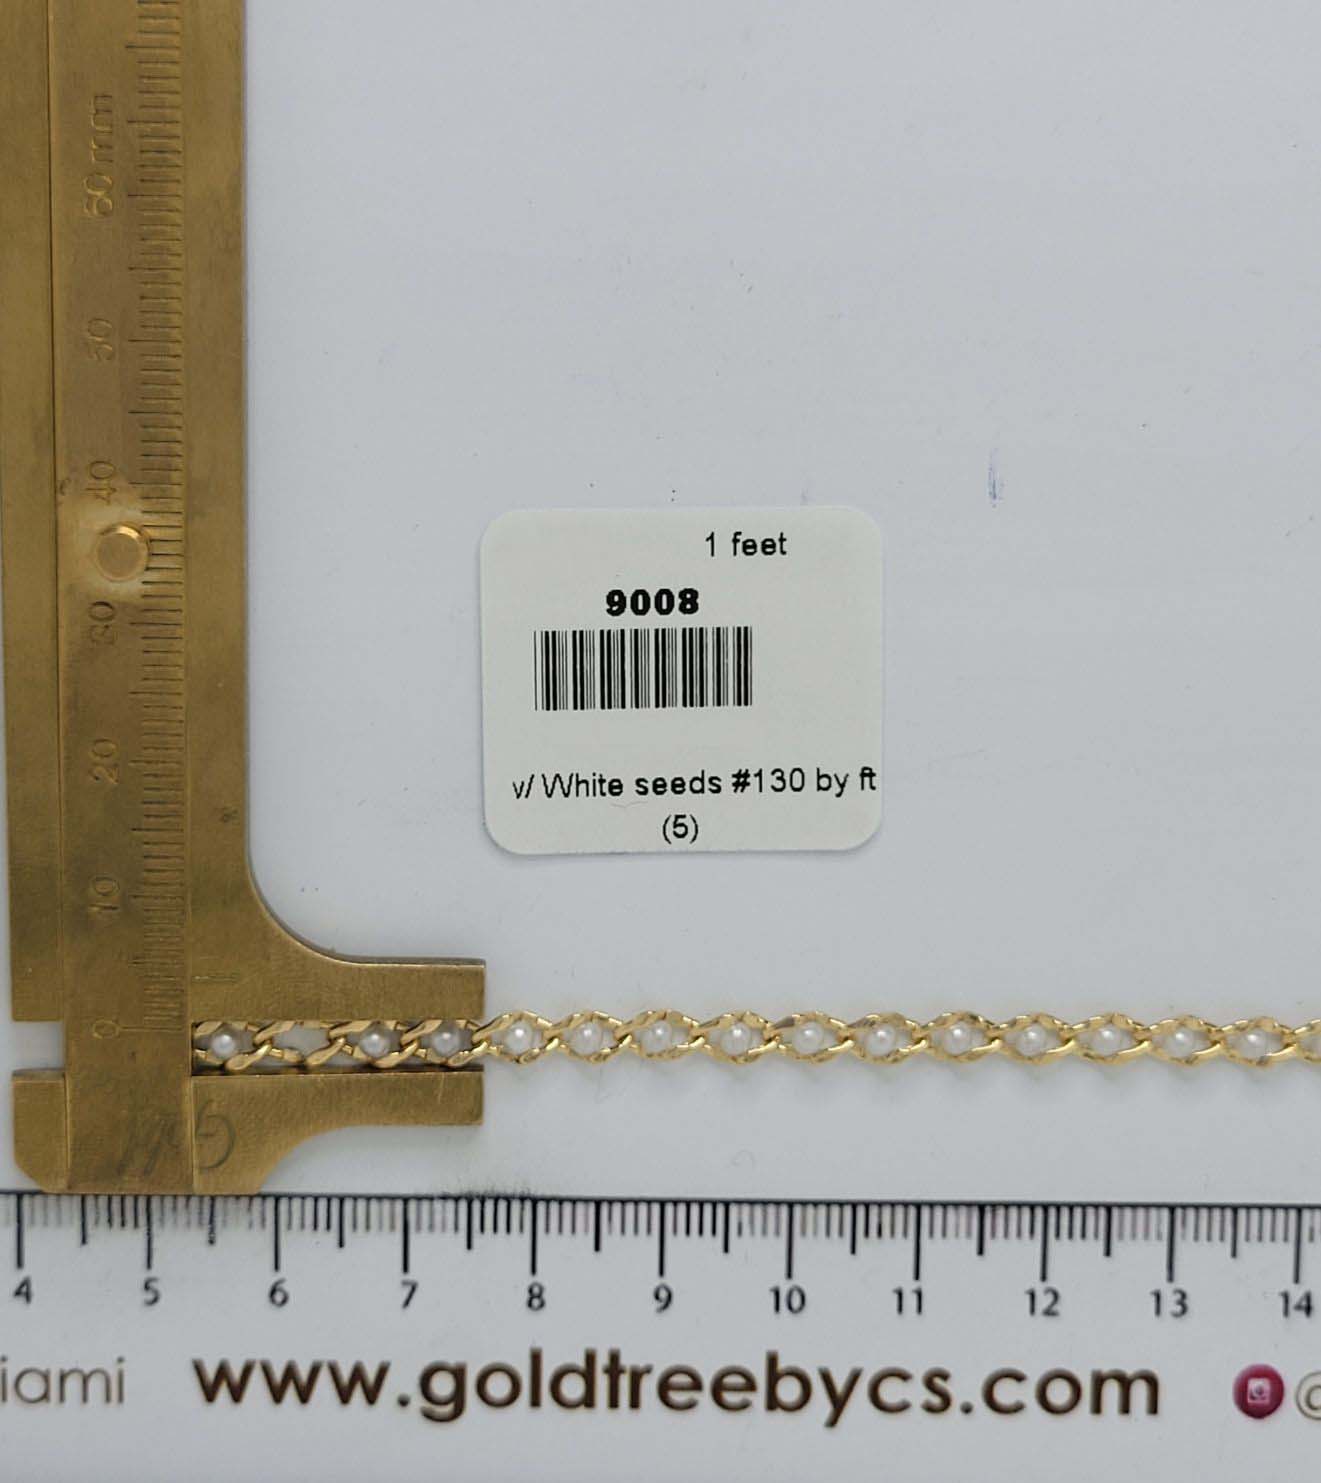 60 mm
50
40
30
20
10
0
1 feet
9008
v/ White seeds #130 by ft
(5)
4 5 6 7 8 9 10 11 12 13 14
iami www.goldtreebycs.com @